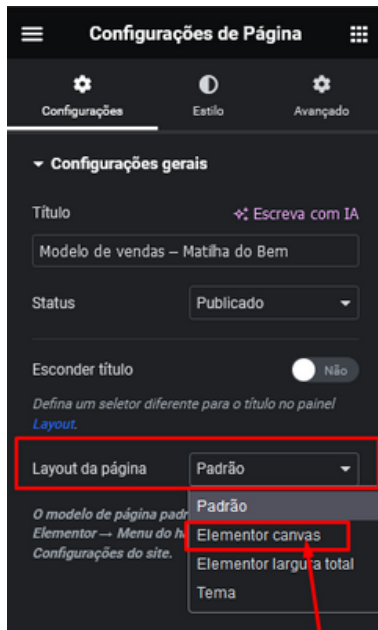 Configurações de Página
Configurações Estilo Avançado
Configurações gerais
Título Escreva com IA
Modelo de vendas – Matilha do Bem
Status Publicado
Esconder título Não
Defina um seletor diferente para o título no painel
Layout.
Layout da página Padrão
O modelo de página padr
Elementor → Menu do h
Configurações do site.
Padrão
Elementor canvas
Elementor largura total
Tema